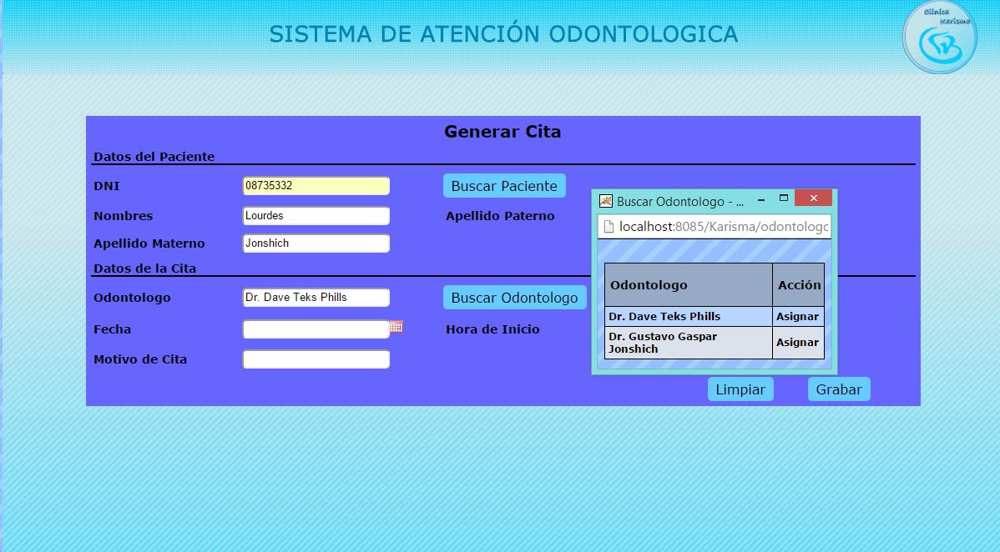 SISTEMA DE ATENCIÓN ODONTOLOGICA
Clínica
Karisma
Generar Cita
Datos del Paciente
DNI 08735332 Buscar Paciente
Nombres Lourdes Apellido Paterno
Apellido Materno Jonshich
Datos de la Cita
Odontologo Dr. Dave Teks Phills Buscar Odontologo
Fecha Hora de Inicio
Motivo de Cita
Limpiar Grabar
Buscar Odontologo - ...
localhost:8085/Karisma/odontologo
Odontologo Acción
Dr. Dave Teks Phills Asignar
Dr. Gustavo Gaspar
Jonshich Asignar